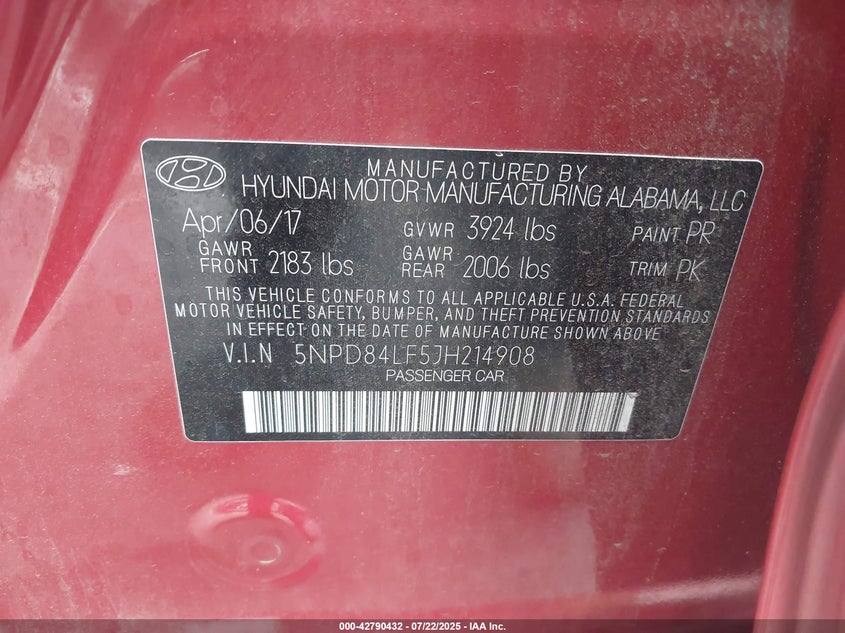 MANUFACTURED BY
HYUNDAI MOTOR MANUFACTURING ALABAMA, LLC
Apr/06/17 GVWR 3924 lbs PAINT PR
GAWR FRONT 2183 lbs GAWR REAR 2006 lbs TRIM PK
THIS VEHICLE CONFORMS TO ALL APPLICABLE U.S.A. FEDERAL
MOTOR VEHICLE SAFETY, BUMPER, AND THEFT PREVENTION STANDARDS
IN EFFECT ON THE DATE OF MANUFACTURE SHOWN ABOVE.
V.I.N 5NPD84LF5JH214908
PASSENGER CAR
000-42790432 - 07/22/2025 - IAA Inc.